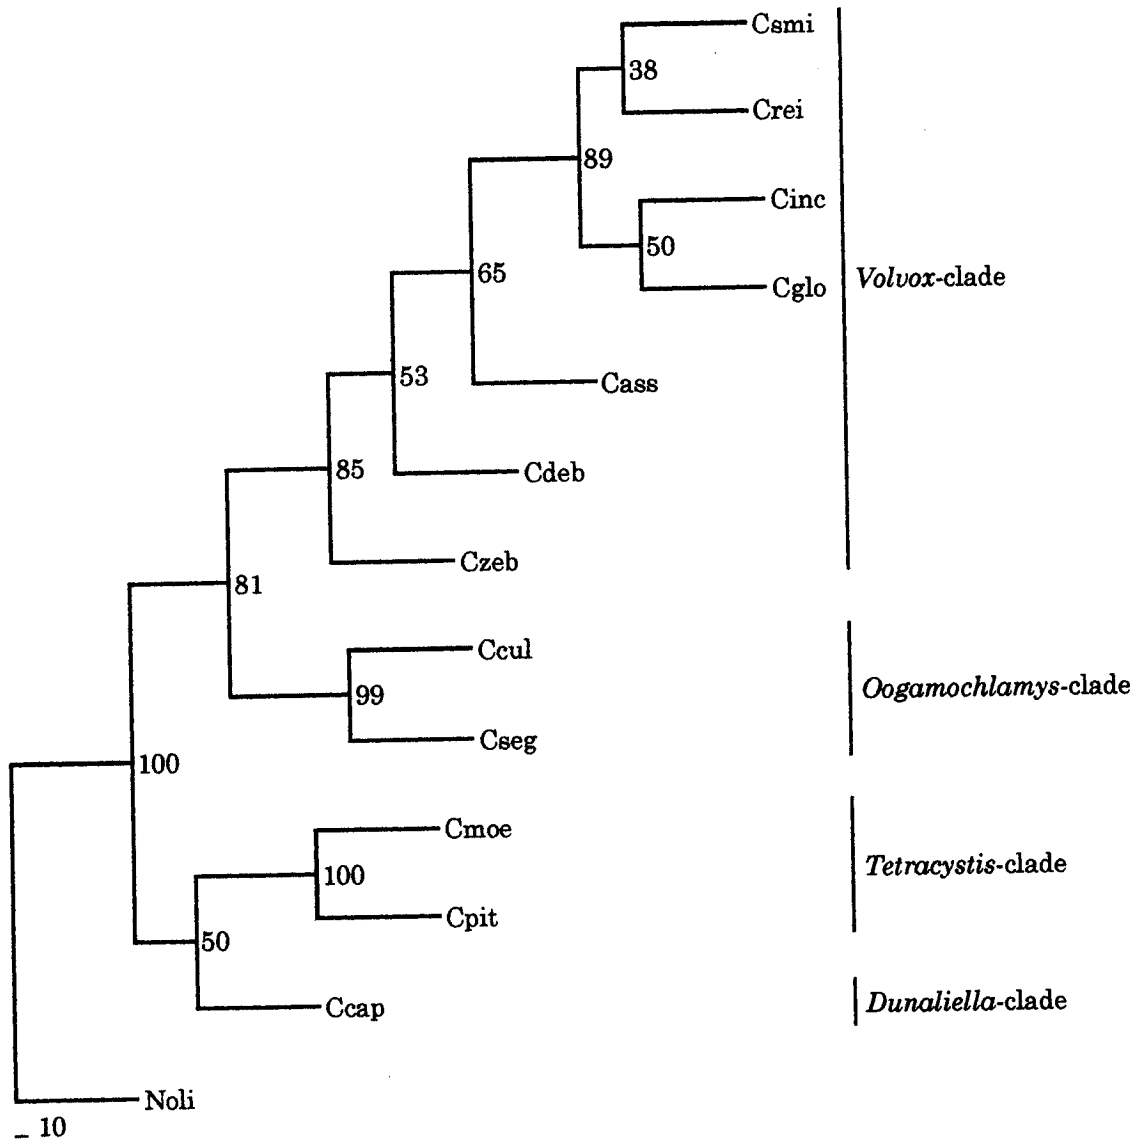 Csmi
38
Crei
89
Cinc
50
Cglo
Volvox-clade
65
53
Cass
85
Cdeb
Czeb
81
Ccul
Oogamochlamys-clade
99
Cseg
100
Cmoe
Tetracystis-clade
100
Cpit
50
Ccap
Dunaliella-clade
Noli
10